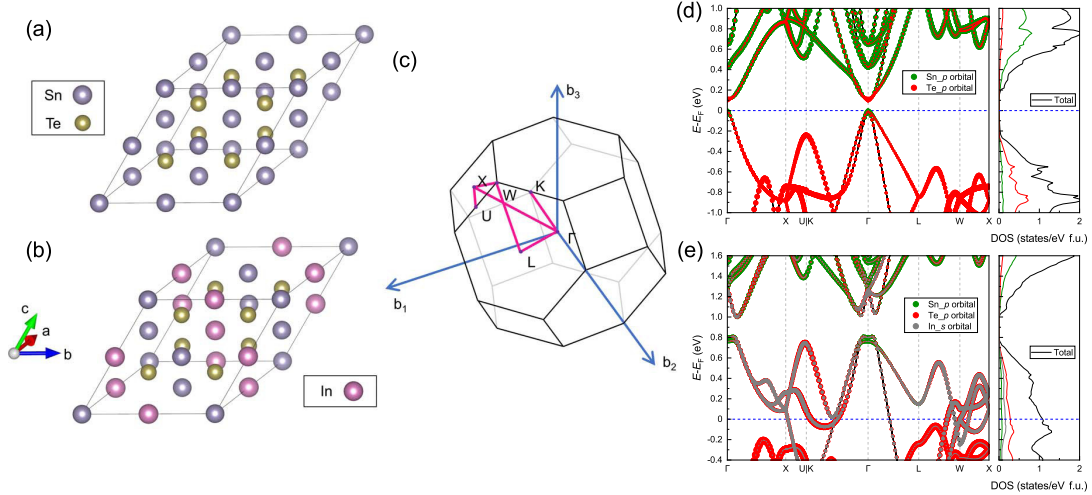 (a)
Sn
Te
(b)
c
a
b
In
(c)
b3
X
K
W
U
Γ
L
b1
b2
(d)
E-EF (eV)
1.0
0.8
0.6
0.4
0.2
0
-0.2
-0.4
-0.6
-0.8
-1.0
Sn_p orbital
Te_p orbital
Γ X U|K Γ L W X
Total
0 1 2
DOS (states/eV f.u.)
(e)
E-EF (eV)
1.6
1.4
1.2
1.0
0.8
0.6
0.4
0.2
0
-0.2
-0.4
Sn_p orbital
Te_p orbital
In_s orbital
Γ X U|K Γ L W X
Total
0 1 2
DOS (states/eV f.u.)